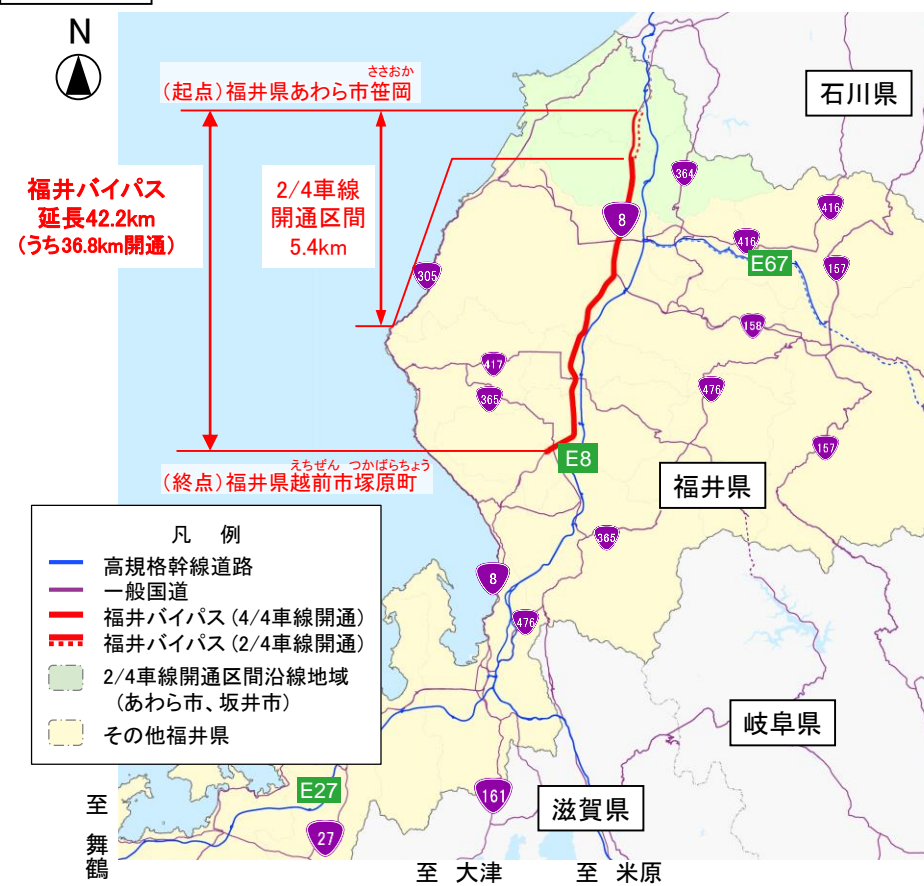 N
ささおか
(起点)福井県あわら市笹岡
石川県
福井バイパス
延長42.2km
(うち36.8km開通)
2/4車線
開通区間
5.4km
364
8
416
416
E67
157
305
158
417
365
476
157
E8
えちぜん つかばらちょう
(終点)福井県越前市塚原町
福井県
凡 例
高規格幹線道路
一般国道
福井バイパス(4/4車線開通)
福井バイパス(2/4車線開通)
2/4車線開通区間沿線地域
(あわら市、坂井市)
その他福井県
365
8
476
岐阜県
E27
161
滋賀県
27
至 舞鶴
至 大津
至 米原